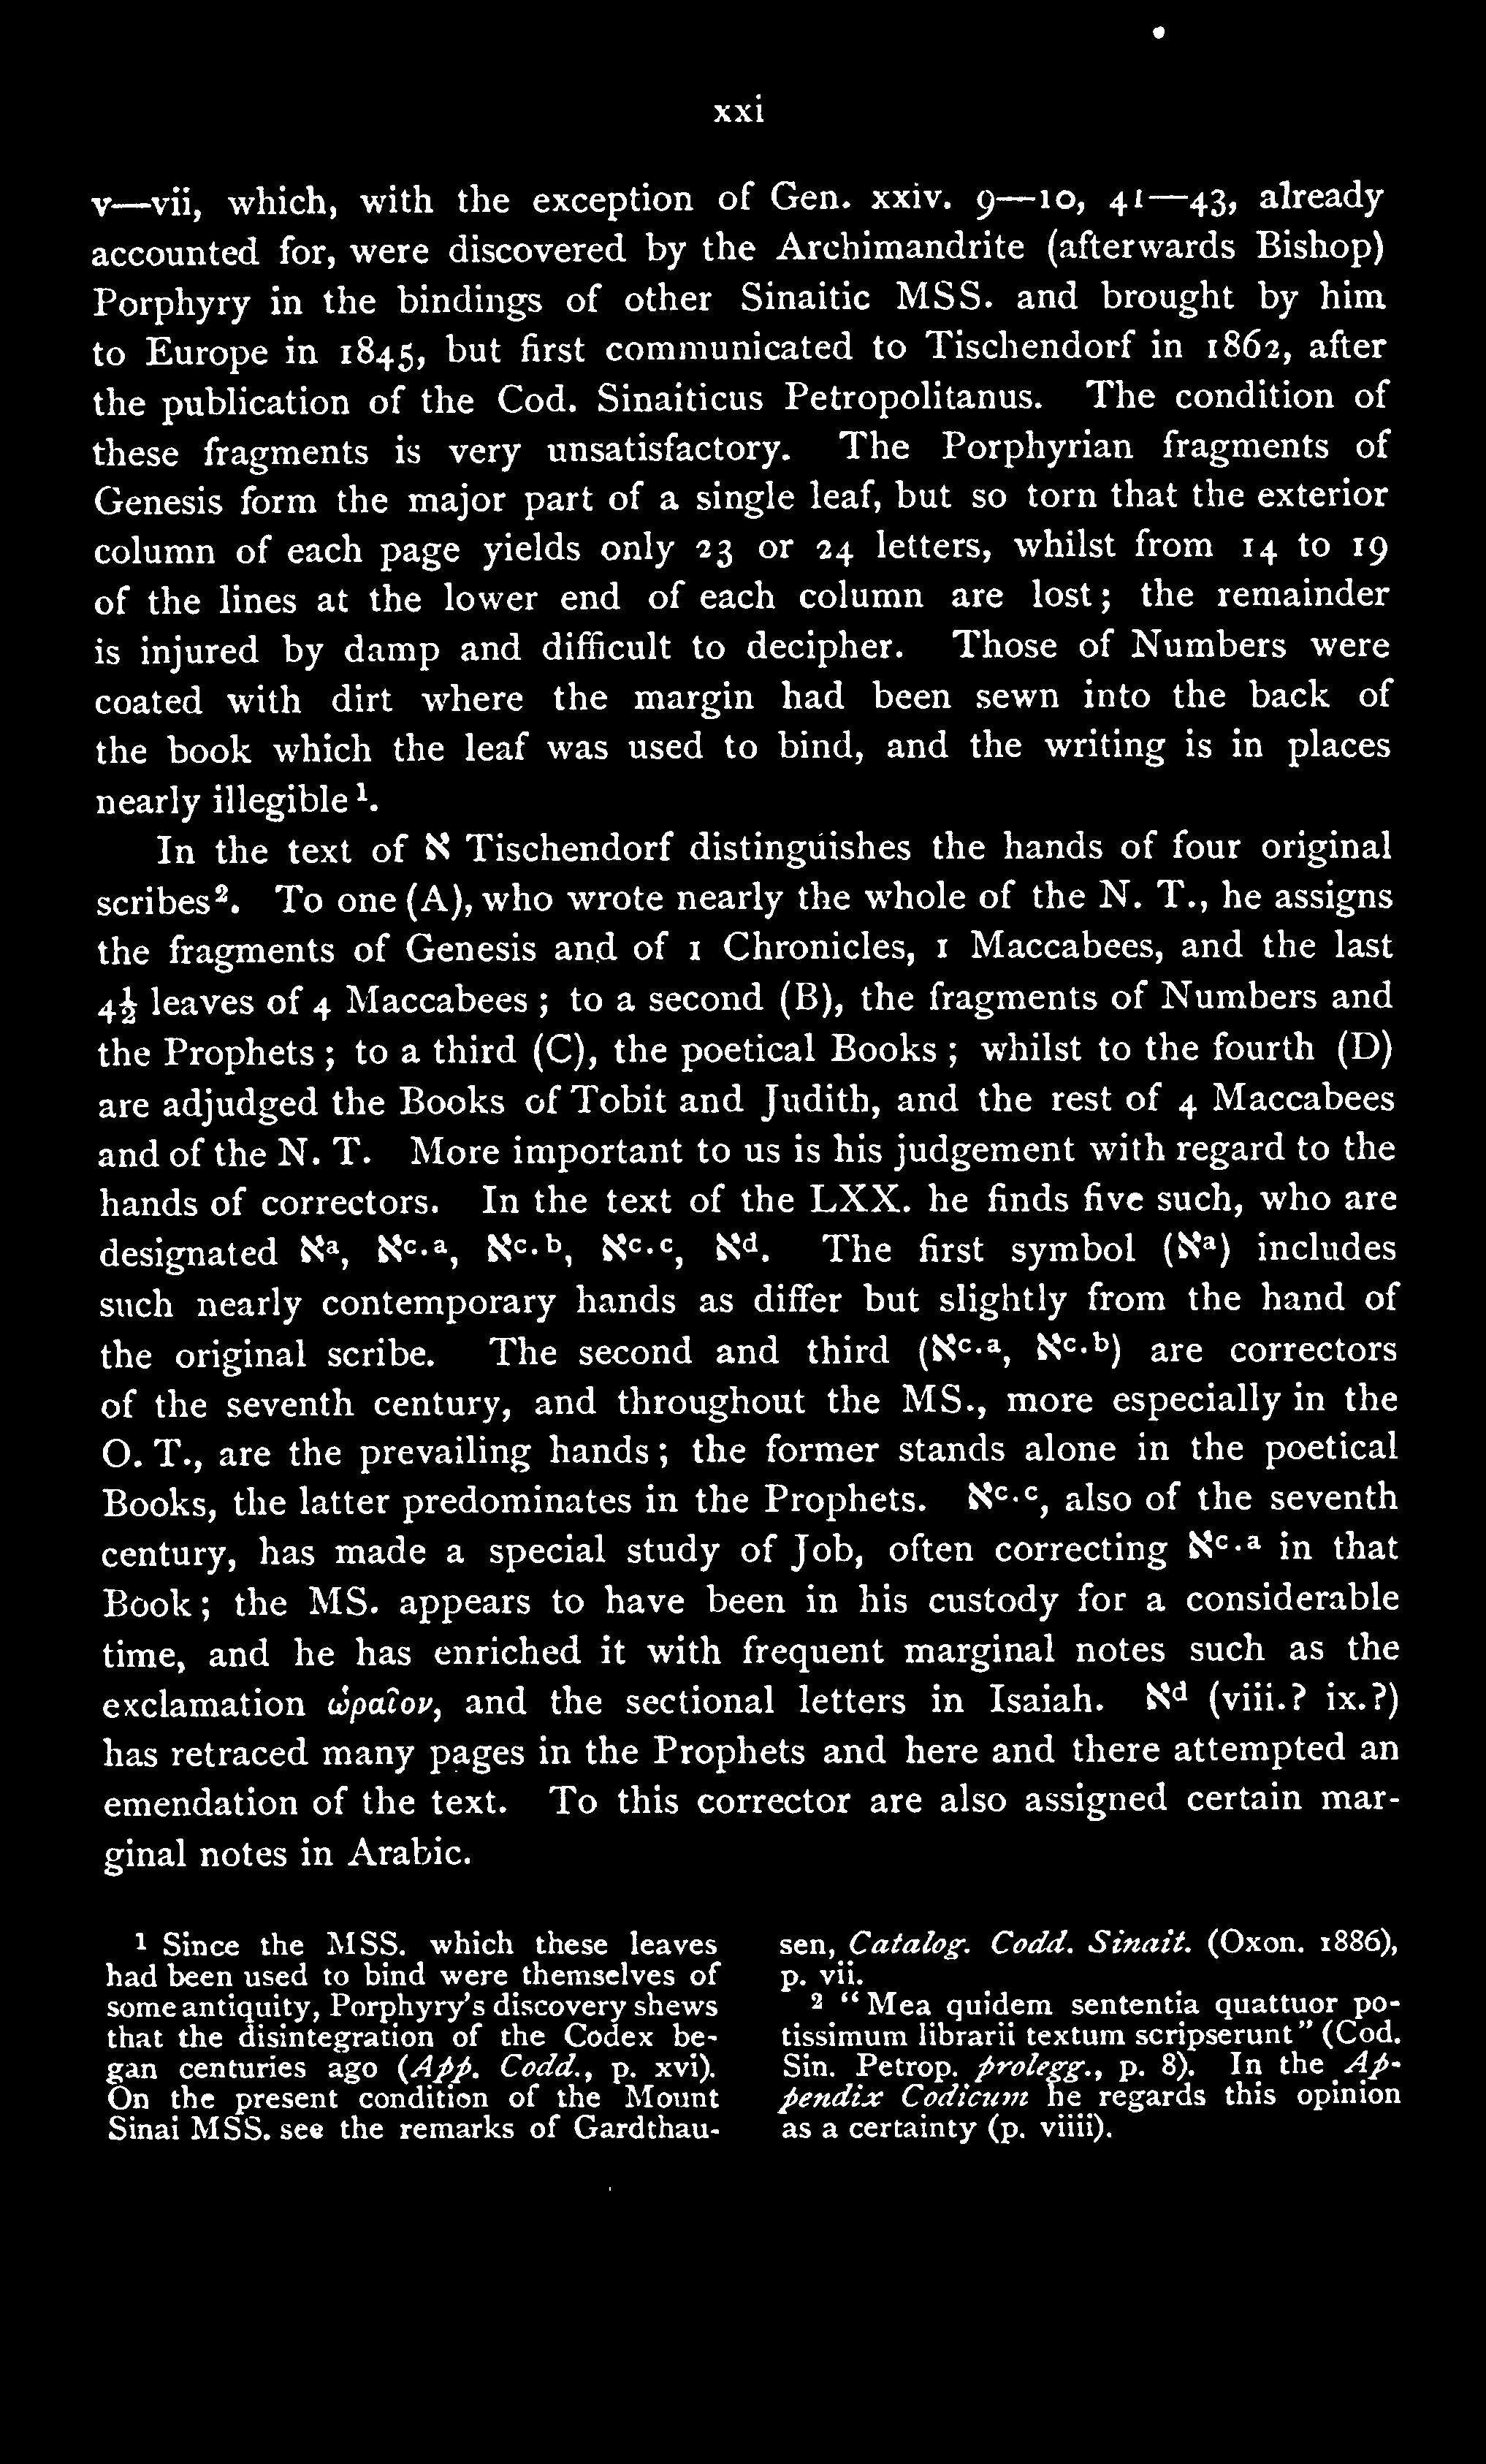 xxi
v—vii, which, with the exception of Gen. xxiv. 9—10, 41—43, already
accounted for, were discovered by the Archimandrite (afterwards Bishop)
Porphyry in the bindings of other Sinaitic MSS. and brought by him
to Europe in 1845, but first communicated to Tischendorf in 1862, after
the publication of the Cod. Sinaiticus Petropolitanus. The condition of
these fragments is very unsatisfactory. The Porphyrian fragments of
Genesis form the major part of a single leaf, but so torn that the exterior
column of each page yields only 23 or 24 letters, whilst from 14 to 19
of the lines at the lower end of each column are lost; the remainder
is injured by damp and difficult to decipher. Those of Numbers were
coated with dirt where the margin had been sewn into the back of
the book which the leaf was used to bind, and the writing is in places
nearly illegible¹.
In the text of א Tischendorf distinguishes the hands of four original
scribes². To one (A), who wrote nearly the whole of the N. T., he assigns
the fragments of Genesis and of 1 Chronicles, 1 Maccabees, and the last
4½ leaves of 4 Maccabees; to a second (B), the fragments of Numbers and
the Prophets; to a third (C), the poetical Books; whilst to the fourth (D)
are adjudged the Books of Tobit and Judith, and the rest of 4 Maccabees
and of the N. T. More important to us is his judgement with regard to the
hands of correctors. In the text of the LXX. he finds five such, who are
designated אᵃ, אᶜ·ᵃ, אᶜ·ᵇ, אᶜ·ᶜ, אᵈ. The first symbol (אᵃ) includes
such nearly contemporary hands as differ but slightly from the hand of
the original scribe. The second and third (אᶜ·ᵃ, אᶜ·ᵇ) are correctors
of the seventh century, and throughout the MS., more especially in the
O. T., are the prevailing hands; the former stands alone in the poetical
Books, the latter predominates in the Prophets. אᶜ·ᶜ, also of the seventh
century, has made a special study of Job, often correcting אᶜ·ᵃ in that
Book; the MS. appears to have been in his custody for a considerable
time, and he has enriched it with frequent marginal notes such as the
exclamation ὡραῖον, and the sectional letters in Isaiah. אᵈ (viii.? ix.?)
has retraced many pages in the Prophets and here and there attempted an
emendation of the text. To this corrector are also assigned certain mar-
ginal notes in Arabic.
¹ Since the MSS. which these leaves
had been used to bind were themselves of
some antiquity, Porphyry's discovery shews
that the disintegration of the Codex be-
gan centuries ago (App. Codd., p. xvi).
On the present condition of the Mount
Sinai MSS. see the remarks of Gardthau-
sen, Catalog. Codd. Sinait. (Oxon. 1886),
p. vii.
² "Mea quidem sententia quattuor po-
tissimum librarii textum scripserunt" (Cod.
Sin. Petrop. prolegg., p. 8). In the Ap-
pendix Codicum he regards this opinion
as a certainty (p. viiii).